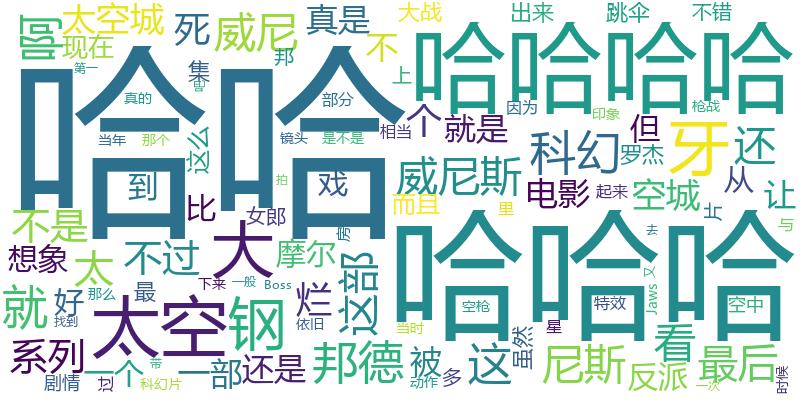 啊
太空城
现在
第一
死
集
威尼
邦
真是
不
上
大战
出来
跳伞
不错
哈哈
哈哈哈哈
真的
当年
那个
这么
部分
镜头
是不是
相当
个
就是
因为
印象
枪战
但
牙
还
科幻
罗杰
威尼斯
电影
起来
空城
从
让
到
戏
比
女郎
拍
而且
里
与
去
不是
想象
太
不过
大
摩尔
房
这部
哈哈哈
空枪
特效
空中
又
Jaws
就
好
那么
找到
最
太空
下来
一般
Boss
钢
烂
依旧
当时
星
虽然
看
系列
一个
一部
还是
邦德
被
这
尼斯
反派
最后
剧情
过
带
科幻片
动作
多
一次
时候